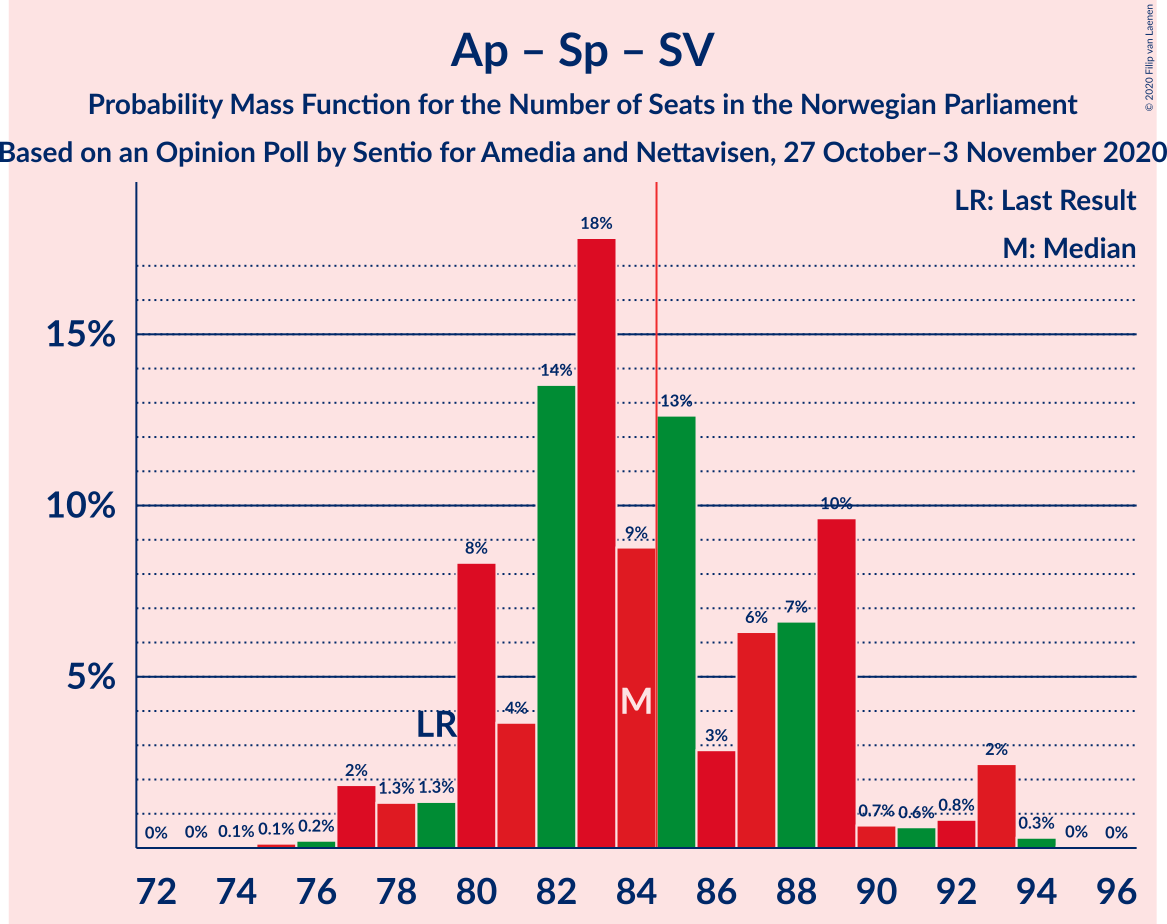 Ap – Sp – SV
Probability Mass Function for the Number of Seats in the Norwegian Parliament
Based on an Opinion Poll by Sentio for Amedia and Nettavisen, 27 October–3 November 2020
© 2020 Filip van Laenen
LR: Last Result
M: Median
15%
10%
5%
0% 0% 0.1% 0.1% 0.2% 2% 1.3% 1.3% 8% 4% 14% 18% 9% 13% 3% 6% 7% 10% 0.7% 0.6% 0.8% 2% 0.3% 0% 0%
LR
M
72 74 76 78 80 82 84 86 88 90 92 94 96